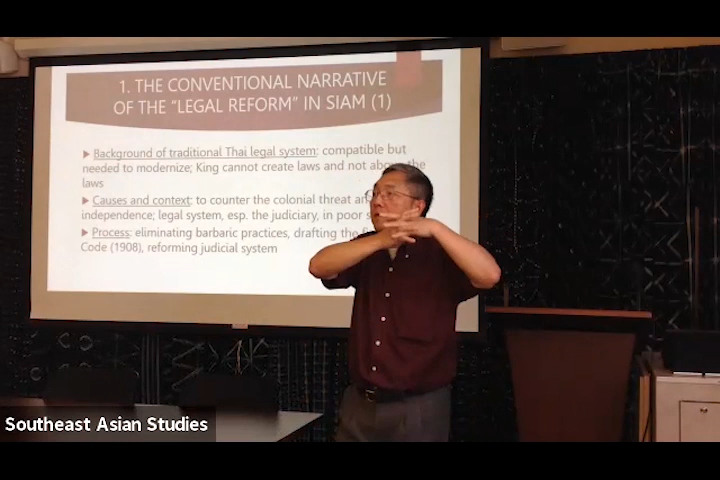 1. THE CONVENTIONAL NARRATIVE
OF THE “LEGAL REFORM” IN SIAM (1)
▶ Background of traditional Thai legal system: compatible but
needed to modernize; King cannot create laws and not above the
laws
▶ Causes and context: to counter the colonial threat
independence; legal system, esp. the judiciary, in poor
▶ Process: eliminating barbaric practices, drafting the
Code (1908), reforming judicial system
Southeast Asian Studies